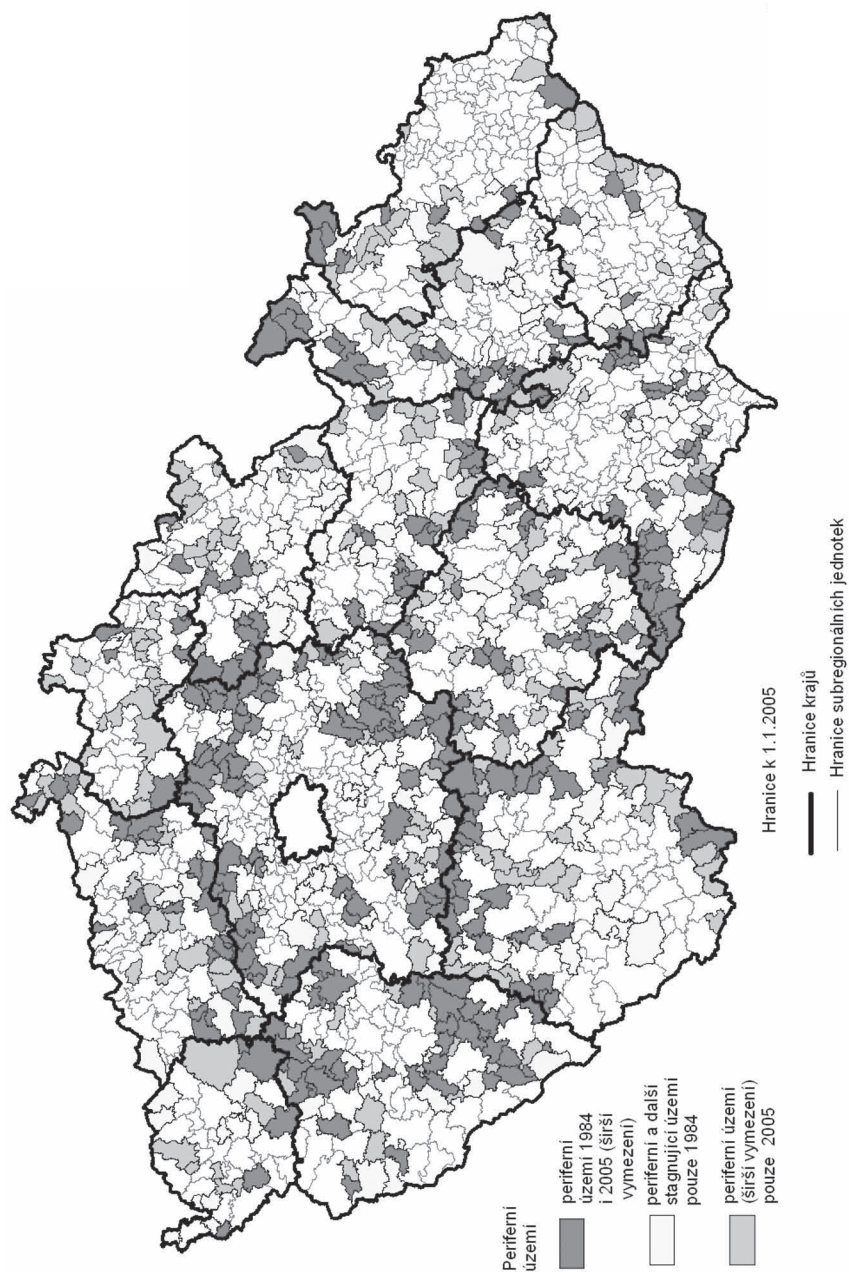 Periferní
území
periferní
území 1984
i 2005 (širší
vymezení)
periferní a další
stagnující území
pouze 1984
periferní území
(širší vymezení)
pouze 2005
Hranice k 1.1.2005
Hranice krajů
Hranice subregionálních jednotek